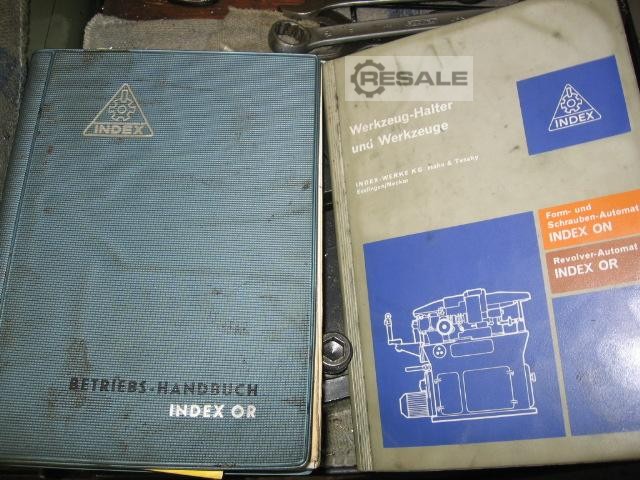 INDEX
BETRIEBS-HANDBUCH
INDEX OR
RESALE
Werkzeug-Halter
und Werkzeuge
INDEX
INDEX-WERKE KG Hahn & Tessky
Esslingen/Neckar
Form- und
Schrauben-Automat
INDEX ON
Revolver-Automat
INDEX OR